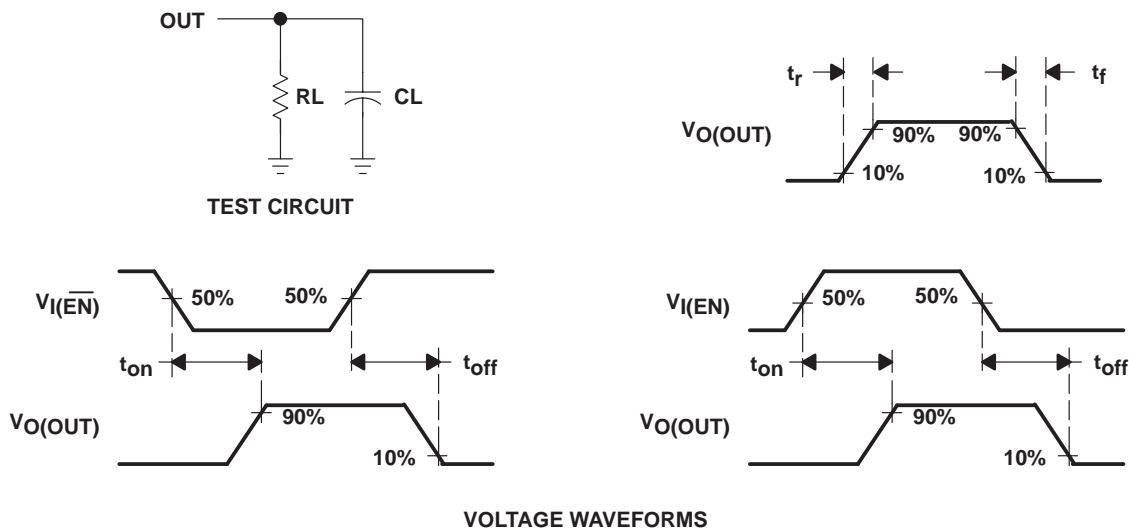 OUT
RL
CL
TEST CIRCUIT
tr
tf
VO(OUT)
90%
90%
10%
10%
VI(E̅N̅)
50%
50%
ton
toff
VO(OUT)
90%
10%
VI(EN)
50%
50%
ton
toff
VO(OUT)
90%
10%
VOLTAGE WAVEFORMS